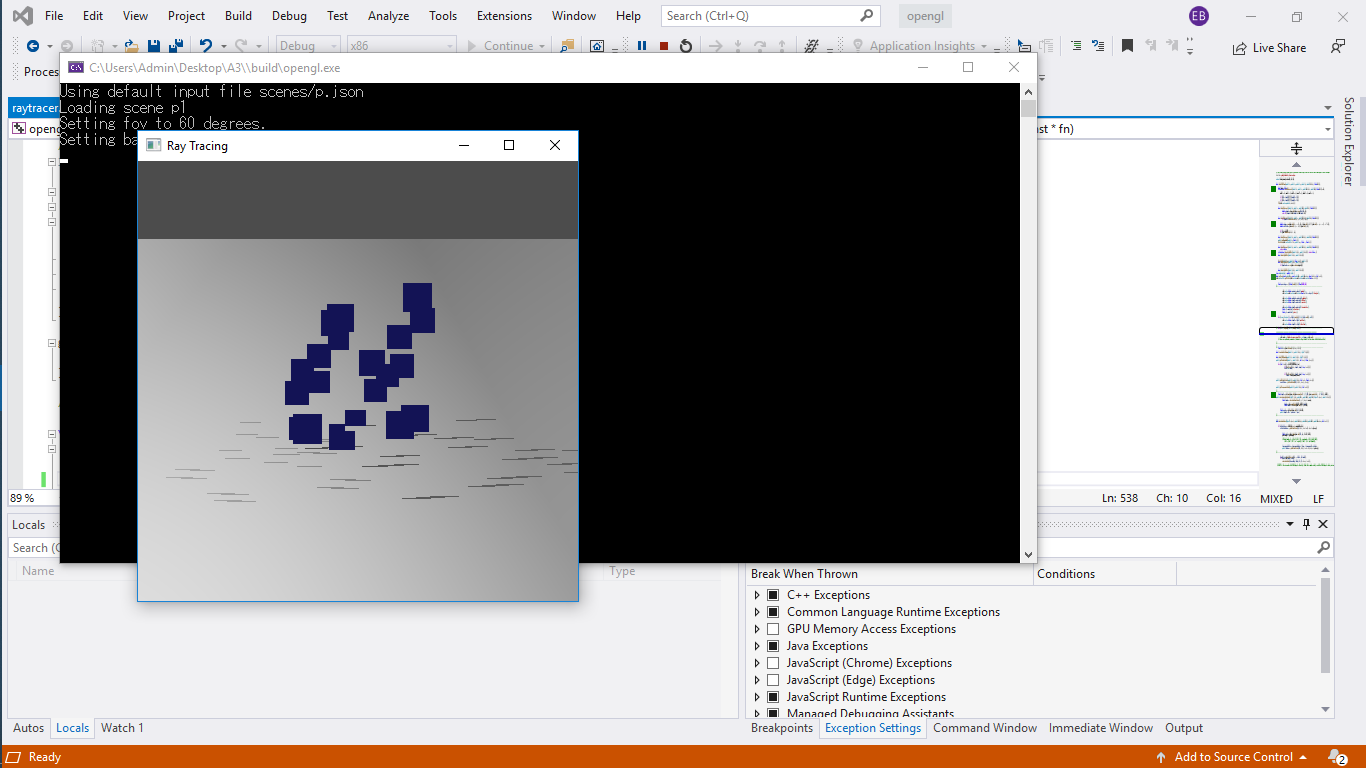 File Edit View Project Build Debug Test Analyze Tools Extensions Window Help Search (Ctrl+Q) opengl EB
Debug x86 Continue Application Insights Live Share
Proces
C:\Users\Admin\Desktop\A3\\build\opengl.exe
Using default input file scenes/p.json
Loading scene p1
Setting fov to 60 degrees.
Setting ba
Ray Tracing
raytracer
openg
st * fn)
Solution Explorer
89 % Ln: 538 Ch: 10 Col: 16 MIXED LF
Locals
Search (C
Name Type
Break When Thrown Conditions
C++ Exceptions
Common Language Runtime Exceptions
GPU Memory Access Exceptions
Java Exceptions
JavaScript (Chrome) Exceptions
JavaScript (Edge) Exceptions
JavaScript Runtime Exceptions
Managed Debugging Assistants
Autos Locals Watch 1 Breakpoints Exception Settings Command Window Immediate Window Output
Ready Add to Source Control 2